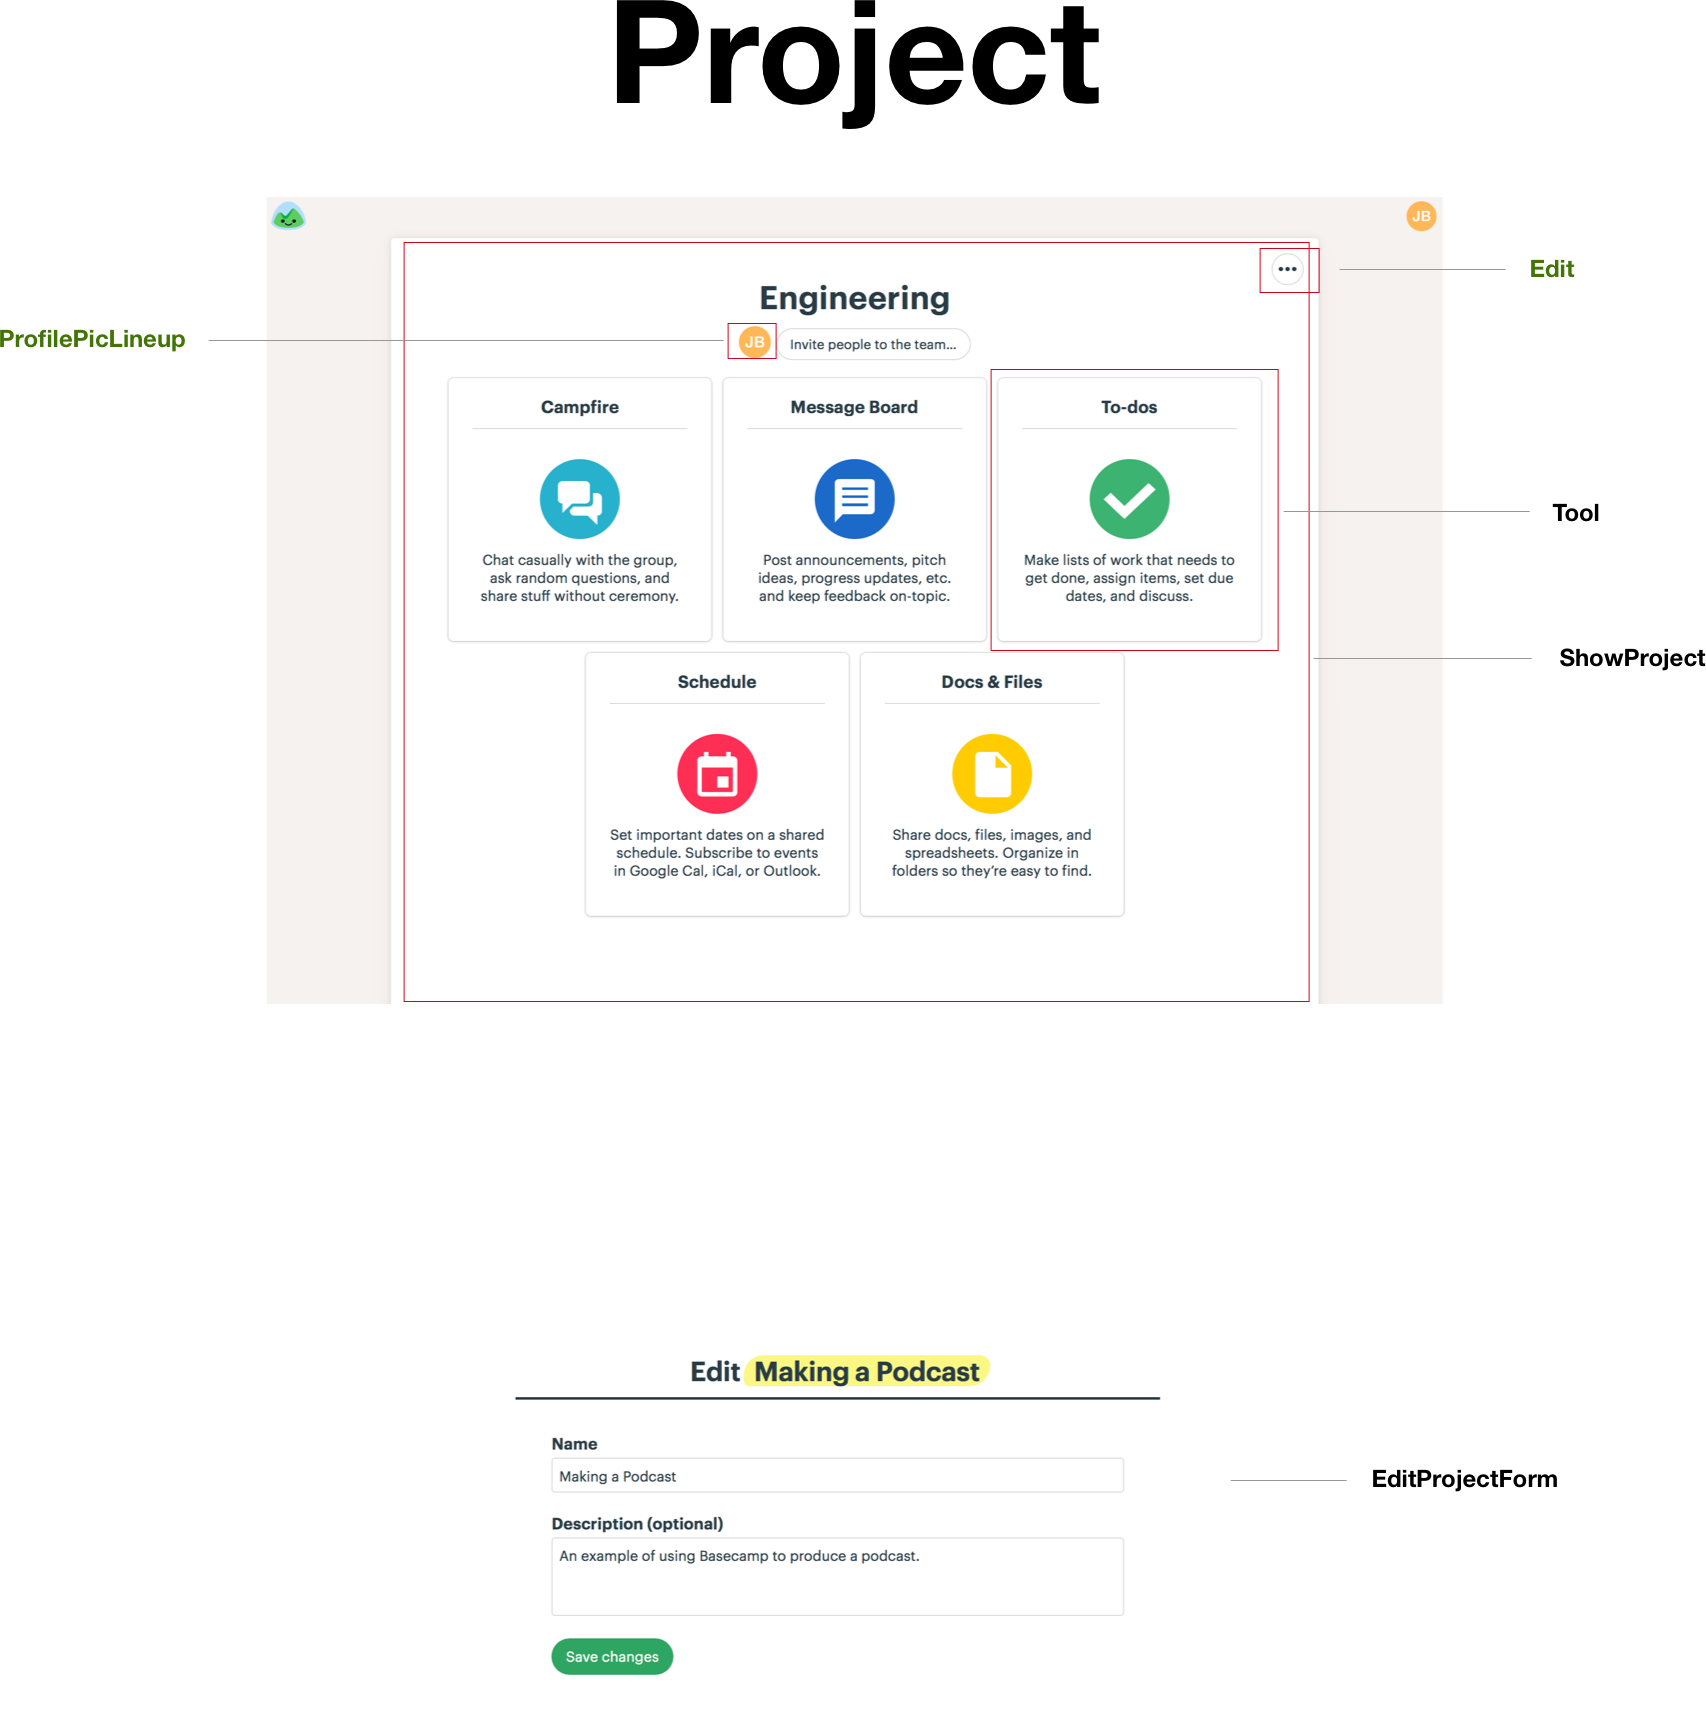 Project
JB
Edit
Engineering
ProfilePicLineup
JB
Invite people to the team...
Campfire
Chat casually with the group,
ask random questions, and
share stuff without ceremony.
Message Board
Post announcements, pitch
ideas, progress updates, etc.
and keep feedback on-topic.
To-dos
Make lists of work that needs to
get done, assign items, set due
dates, and discuss.
Tool
ShowProject
Schedule
Set important dates on a shared
schedule. Subscribe to events
in Google Cal, iCal, or Outlook.
Docs & Files
Share docs, files, images, and
spreadsheets. Organize in
folders so they're easy to find.
Edit Making a Podcast
Name
Making a Podcast
EditProjectForm
Description (optional)
An example of using Basecamp to produce a podcast.
Save changes